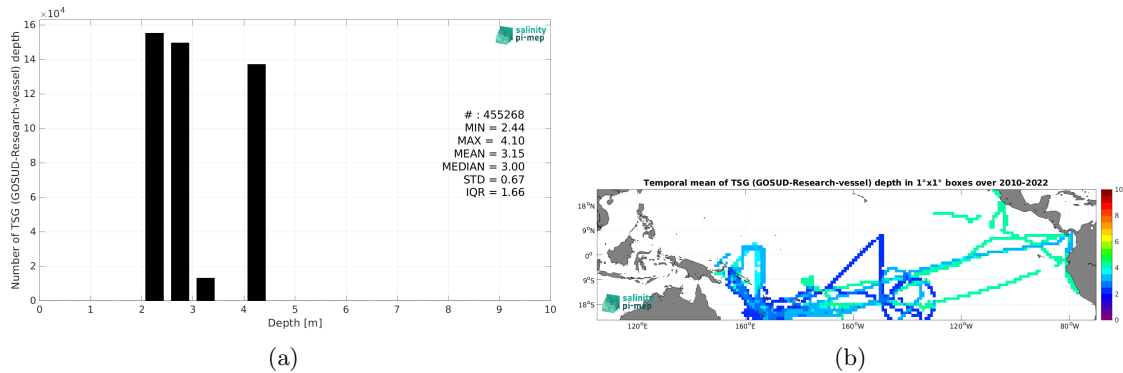 ×10⁴
16
14
12
10
8
6
4
2
0
Number of TSG (GOSUD-Research-vessel) depth
salinity
pi-mep
# : 455268
MIN = 2.44
MAX = 4.10
MEAN = 3.15
MEDIAN = 3.00
STD = 0.67
IQR = 1.66
0 1 2 3 4 5 6 7 8 9 10
Depth [m]
(a)
Temporal mean of TSG (GOSUD-Research-vessel) depth in 1°x1° boxes over 2010-2022
18°N
9°N
0°
9°S
18°S
salinity
pi-mep
120°E 160°E 160°W 120°W 80°W
10
8
6
4
2
0
(b)